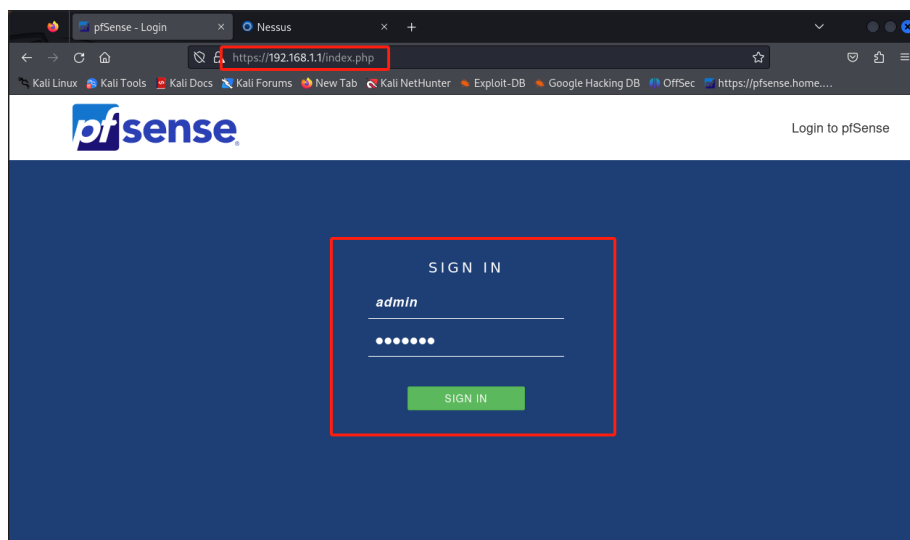 pfSense - Login
Nessus
https://192.168.1.1/index.php
Kali Linux Kali Tools Kali Docs Kali Forums New Tab Kali NetHunter Exploit-DB Google Hacking DB OffSec https://pfsense.home....
pfsense
Login to pfSense
SIGN IN
admin
•••••••
SIGN IN